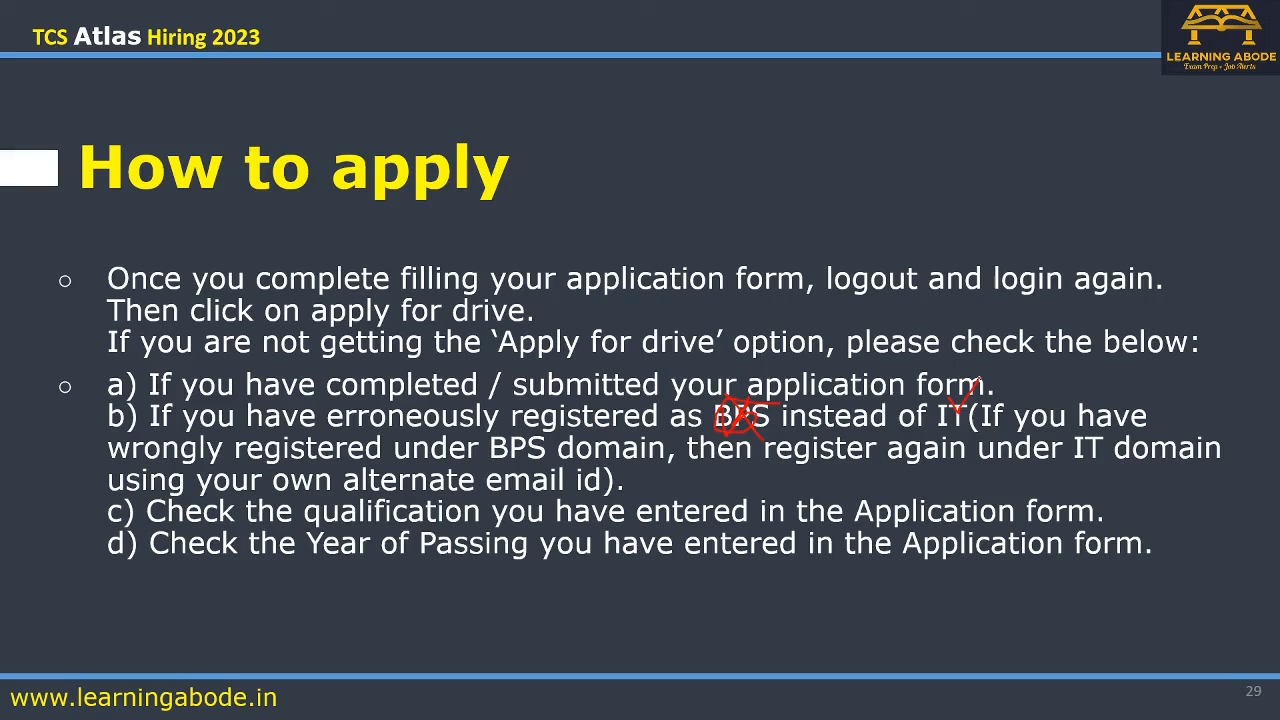 TCS Atlas Hiring 2023
LEARNING ABODE
Exam Prep + Job Alerts
How to apply
Once you complete filling your application form, logout and login again.
Then click on apply for drive.
If you are not getting the ‘Apply for drive’ option, please check the below:
a) If you have completed / submitted your application form.
b) If you have erroneously registered as BPS instead of IT(If you have
wrongly registered under BPS domain, then register again under IT domain
using your own alternate email id).
c) Check the qualification you have entered in the Application form.
d) Check the Year of Passing you have entered in the Application form.
www.learningabode.in
29